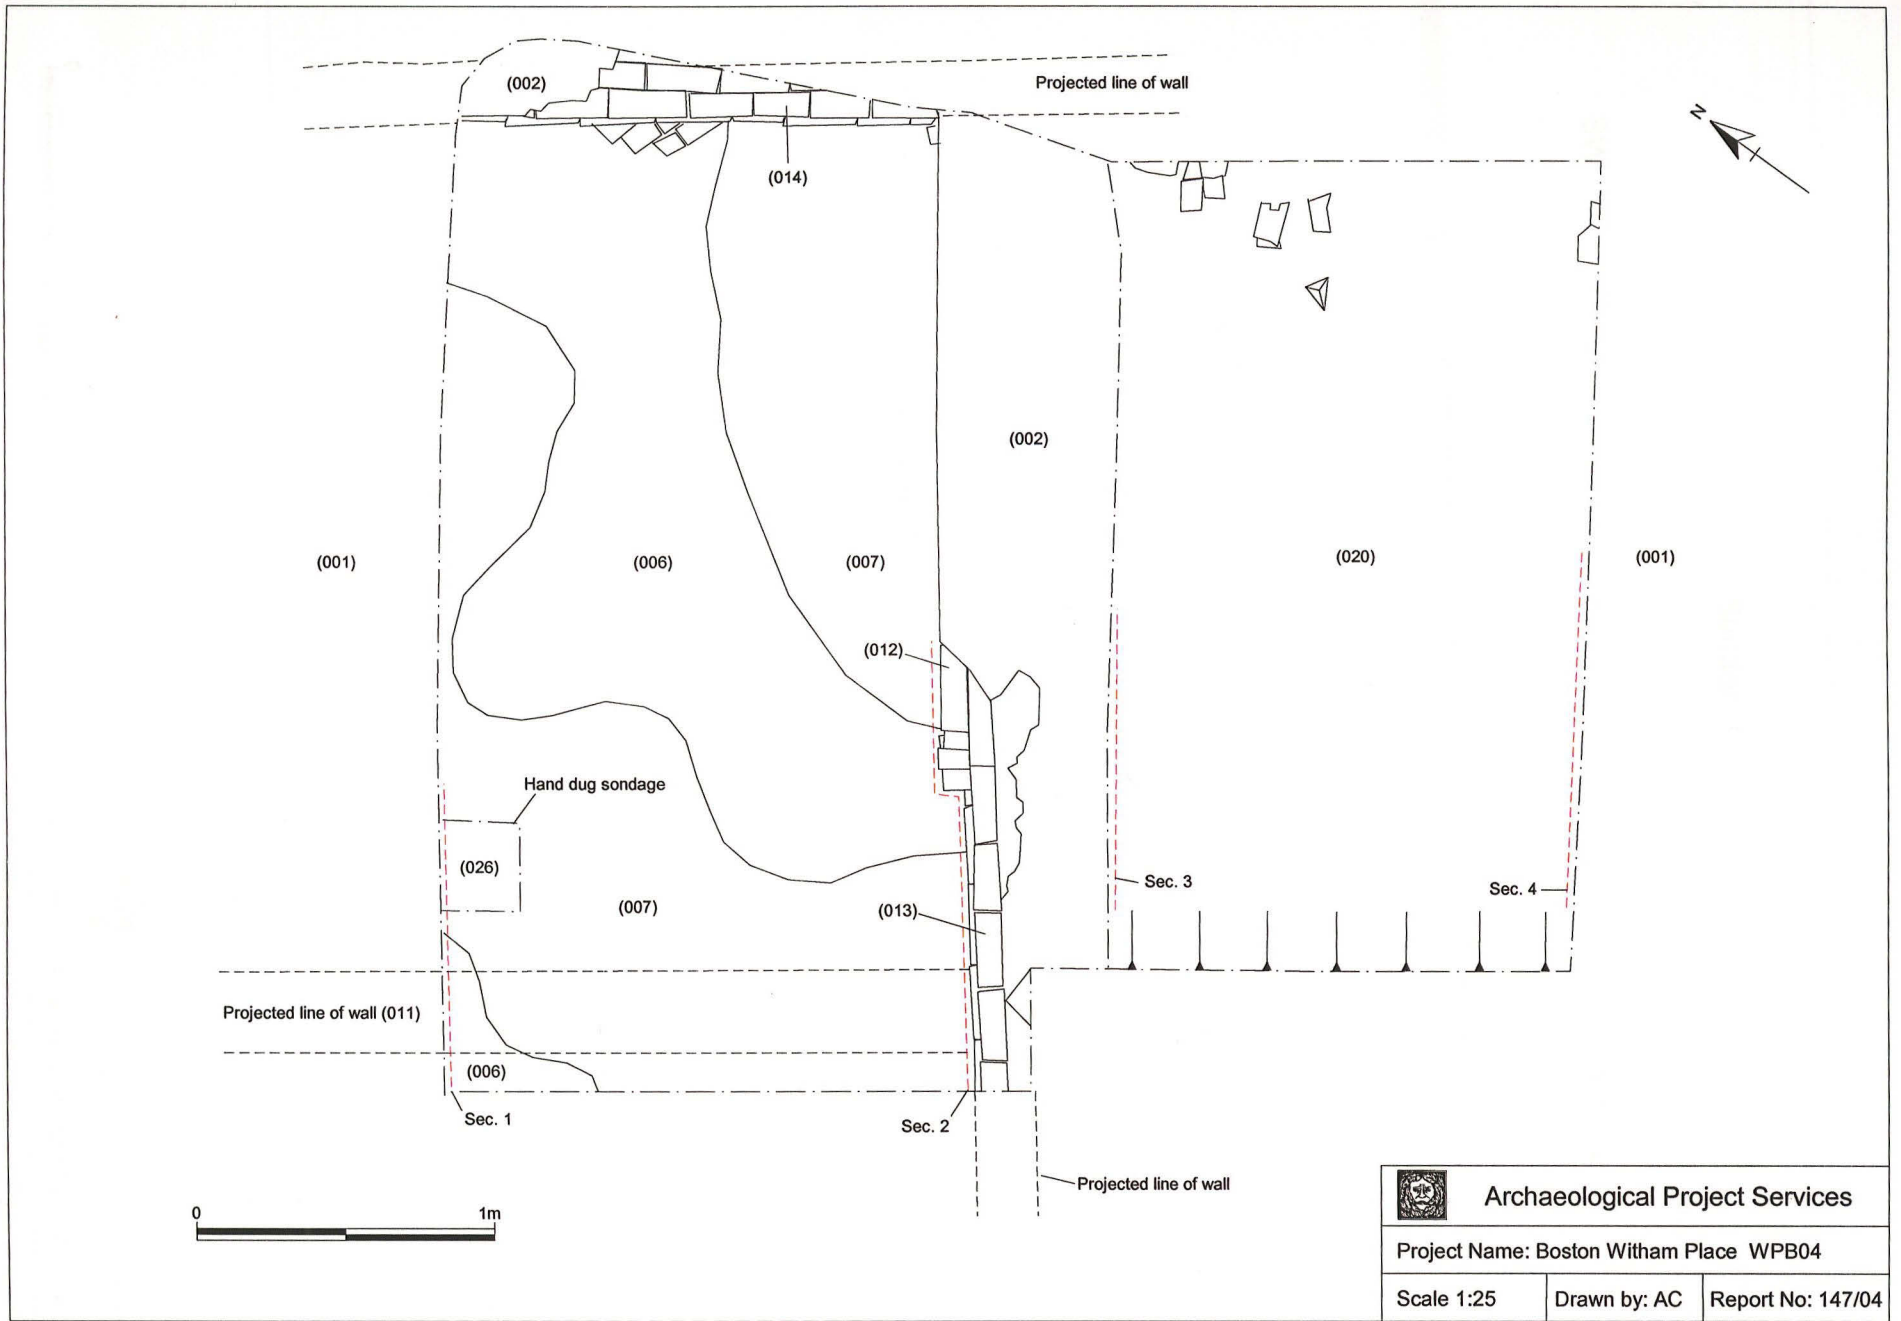 (002)
Projected line of wall
N
(014)
(002)
(001)
(006)
(007)
(020)
(001)
(012)
Hand dug sondage
(026)
(007)
(013)
Sec. 3
Sec. 4
Projected line of wall (011)
(006)
Sec. 1
Sec. 2
Projected line of wall
0 1m
Archaeological Project Services
Project Name: Boston Witham Place WPB04
Scale 1:25
Drawn by: AC
Report No: 147/04